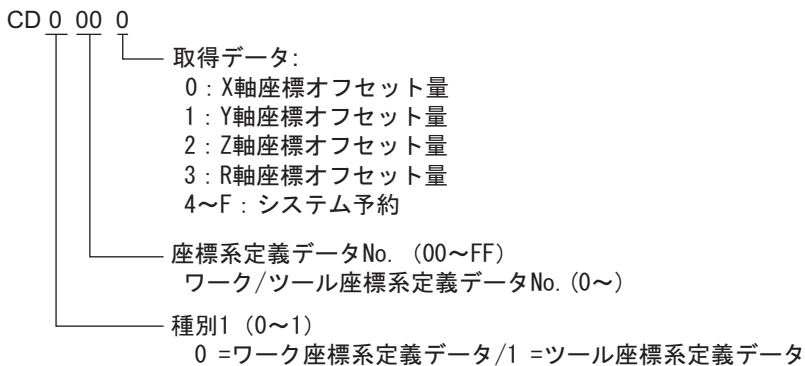 CD 0 00 0
取得データ:
0：X軸座標オフセット量
1：Y軸座標オフセット量
2：Z軸座標オフセット量
3：R軸座標オフセット量
4～F：システム予約
座標系定義データNo. (00～FF)
ワーク/ツール座標系定義データNo.(0～)
種別1 (0～1)
0 =ワーク座標系定義データ/1 =ツール座標系定義データ